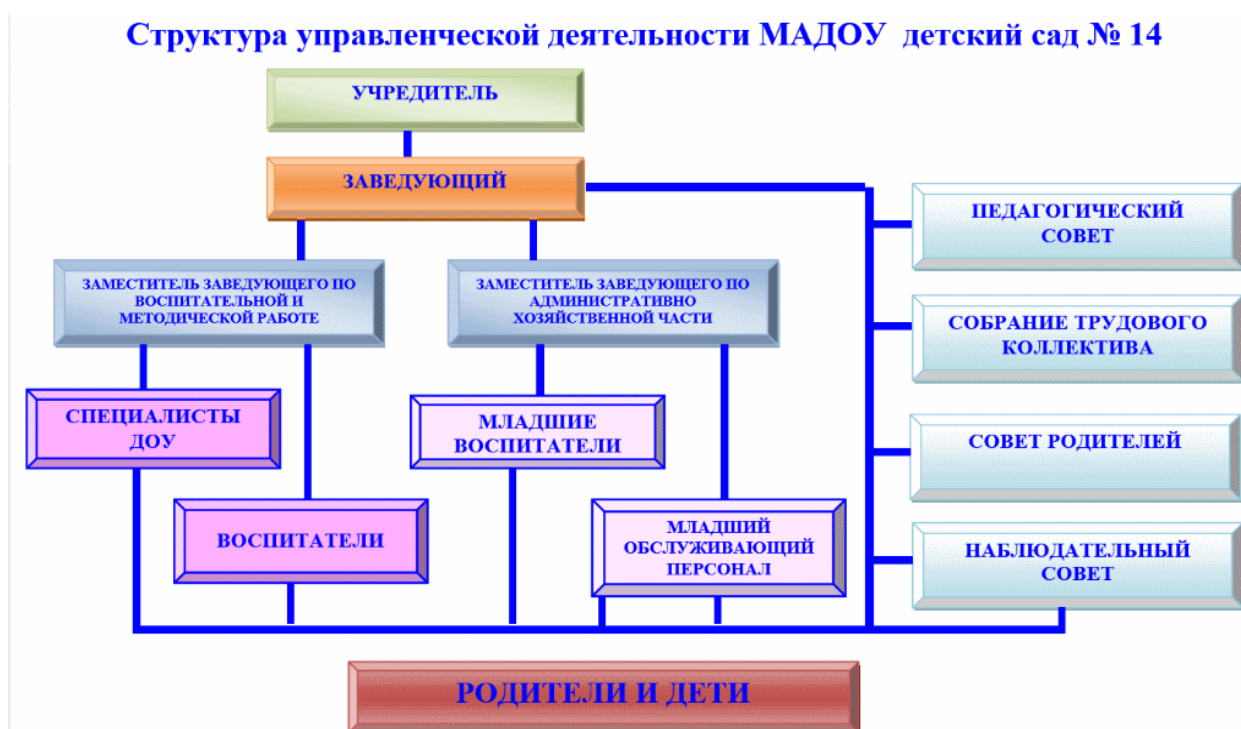 Структура управленческой деятельности МАДОУ детский сад № 14
УЧРЕДИТЕЛЬ
ЗАВЕДУЮЩИЙ
ПЕДАГОГИЧЕСКИЙ
СОВЕТ
ЗАМЕСТИТЕЛЬ ЗАВЕДУЮЩЕГО ПО
ВОСПИТАТЕЛЬНОЙ И
МЕТОДИЧЕСКОЙ РАБОТЕ
ЗАМЕСТИТЕЛЬ ЗАВЕДУЮЩЕГО ПО
АДМИНИСТРАТИВНО
ХОЗЯЙСТВЕННОЙ ЧАСТИ
СОБРАНИЕ ТРУДОВОГО
КОЛЛЕКТИВА
СПЕЦИАЛИСТЫ
ДОУ
МЛАДШИЕ
ВОСПИТАТЕЛИ
СОВЕТ РОДИТЕЛЕЙ
ВОСПИТАТЕЛИ
МЛАДШИЙ
ОБСЛУЖИВАЮЩИЙ
ПЕРСОНАЛ
НАБЛЮДАТЕЛЬНЫЙ
СОВЕТ
РОДИТЕЛИ И ДЕТИ